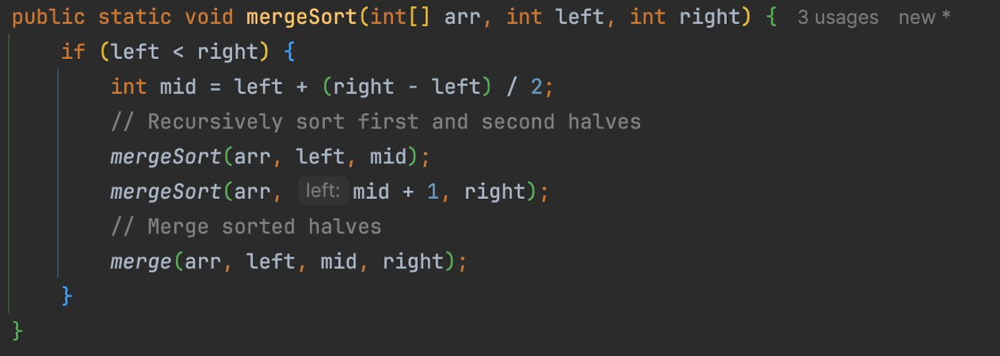 public static void mergeSort(int[] arr, int left, int right) { 3 usages new *
if (left < right) {
int mid = left + (right - left) / 2;
// Recursively sort first and second halves
mergeSort(arr, left, mid);
mergeSort(arr, left: mid + 1, right);
// Merge sorted halves
merge(arr, left, mid, right);
}
}